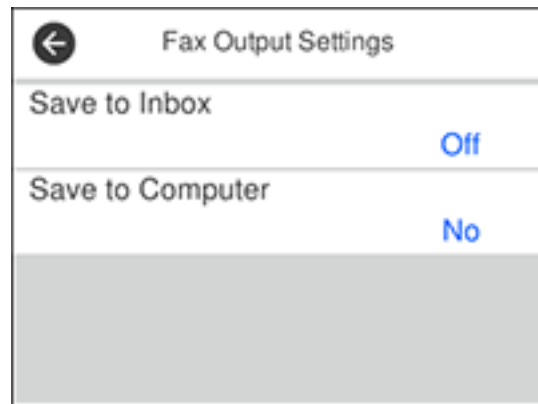 Fax Output Settings
Save to Inbox
Off
Save to Computer
No